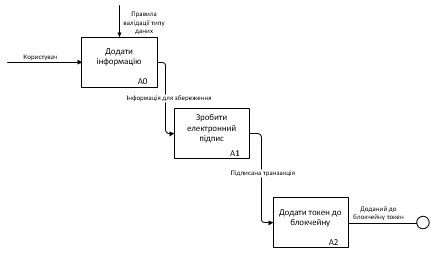 Правила
валідації типу
даних
Користувач
Додати
інформацію
A0
Інформація для збереження
Зробити
електронний
підпис
A1
Підписана транзакція
Додати токен до
блокчейну
A2
Доданий до
блокчейну токен